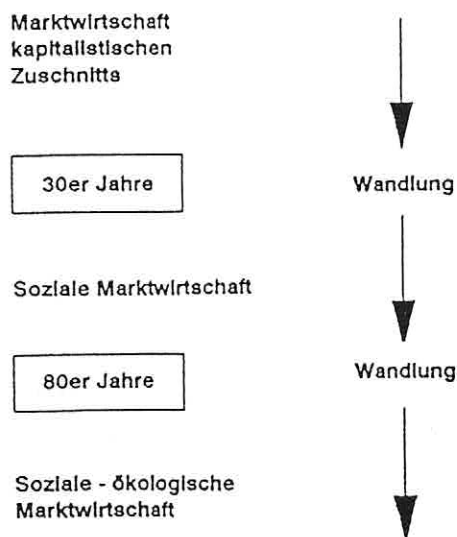 Marktwirtschaft
kapitalistischen
Zuschnitts
30er Jahre
Wandlung
Soziale Marktwirtschaft
80er Jahre
Wandlung
Soziale - ökologische
Marktwirtschaft